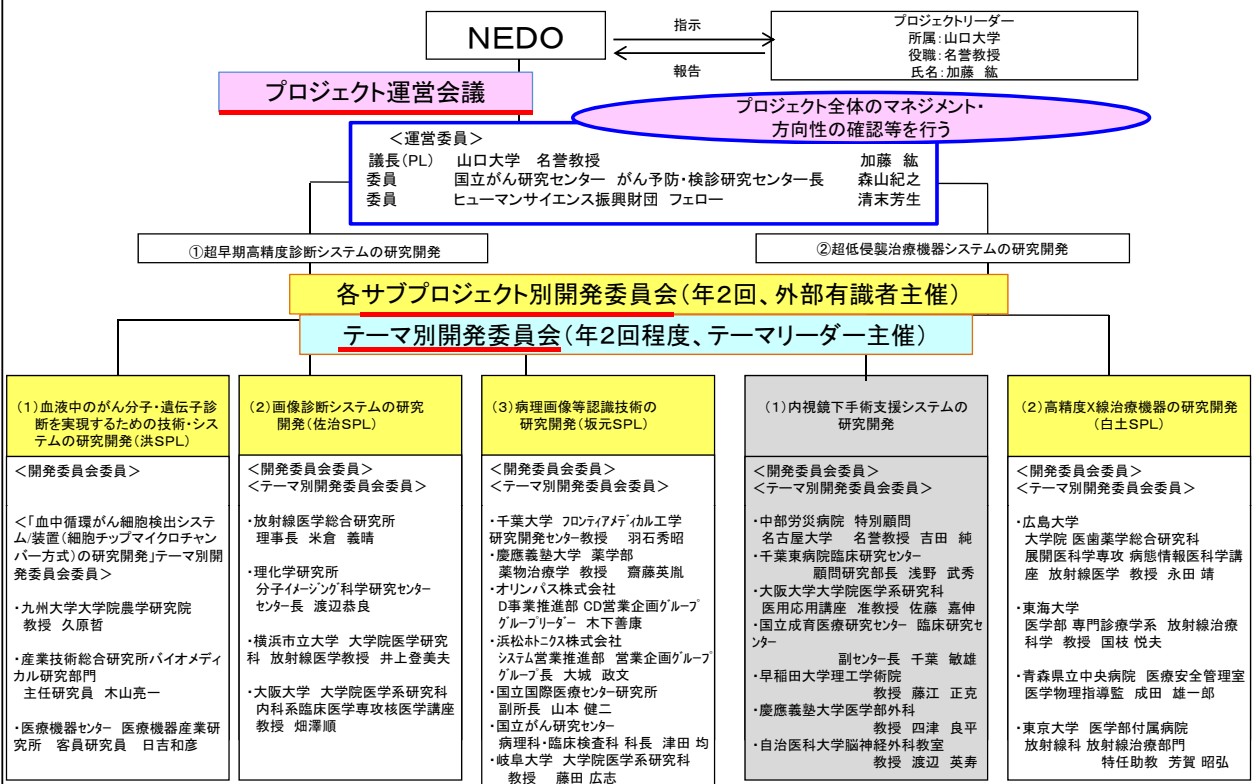 NEDO
指示
報告
プロジェクトリーダー
所属:山口大学
役職:名誉教授
氏名:加藤 紘
プロジェクト運営会議
プロジェクト全体のマネジメント・
方向性の確認等を行う
<運営委員>
議長(PL) 山口大学 名誉教授 加藤 紘
委員 国立がん研究センター がん予防・検診研究センター長 森山紀之
委員 ヒューマンサイエンス振興財団 フェロー 清末芳生
①超早期高精度診断システムの研究開発
②超低侵襲治療機器システムの研究開発
各サブプロジェクト別開発委員会(年2回、外部有識者主催)
テーマ別開発委員会(年2回程度、テーマリーダー主催)
(1)血液中のがん分子・遺伝子診
断を実現するための技術・シス
テムの研究開発(洪SPL)
<開発委員会委員>
<「血中循環がん細胞検出システ
ム/装置(細胞チップマイクロチャン
バー方式)の研究開発」テーマ別開
発委員会委員>
・九州大学大学院農学研究院
教授 久原哲
・産業技術総合研究所バイオメディ
カル研究部門
主任研究員 木山亮一
・医療機器センター 医療機器産業研
究所 客員研究員 日吉和彦
(2)画像診断システムの研究
開発(佐治SPL)
<開発委員会委員>
<テーマ別開発委員会委員>
・放射線医学総合研究所
理事長 米倉 義晴
・理化学研究所
分子イメージング科学研究センター
センター長 渡辺恭良
・横浜市立大学 大学院医学研究
科 放射線医学教授 井上登美夫
・大阪大学 大学院医学系研究科
内科系臨床医学専攻核医学講座
教授 畑澤順
(3)病理画像等認識技術の
研究開発(坂元SPL)
<開発委員会委員>
<テーマ別開発委員会委員>
・千葉大学 フロンティアメディカル工学
研究開発センター教授 羽石秀昭
・慶應義塾大学 薬学部
薬物治療学 教授 齋藤英胤
・オリンパス株式会社
D事業推進部 CD営業企画グループ
グループリーダー 木下善康
・浜松ホトニクス株式会社
システム営業推進部 営業企画グループ
グループ長 大城 政文
・国立国際医療センター研究所
副所長 山本 健二
・国立がん研究センター
病理科・臨床検査科 科長 津田 均
・岐阜大学 大学院医学系研究科
教授 藤田 広志
(1)内視鏡下手術支援システムの
研究開発
<開発委員会委員>
<テーマ別開発委員会委員>
・中部労災病院 特別顧問
名古屋大学 名誉教授 吉田 純
・千葉東病院臨床研究センター
顧問研究部長 浅野 武秀
・大阪大学大学院医学系研究科
医用応用講座 准教授 佐藤 嘉伸
・国立成育医療研究センター 臨床研究セ
ンター
副センター長 千葉 敏雄
・早稲田大学理工学術院
教授 藤江 正克
・慶應義塾大学医学部外科
教授 四津 良平
・自治医科大学脳神経外科教室
教授 渡辺 英寿
(2)高精度X線治療機器の研究開発
(白土SPL)
<開発委員会委員>
<テーマ別開発委員会委員>
・広島大学
大学院 医歯薬学総合研究科
展開医科学専攻 病態情報医科学講
座 放射線医学 教授 永田 靖
・東海大学
医学部 専門診療学系 放射線治療
科学 教授 国枝 悦夫
・青森県立中央病院 医療安全管理室
医学物理指導監 成田 雄一郎
・東京大学 医学部付属病院
放射線科 放射線治療部門
特任助教 芳賀 昭弘